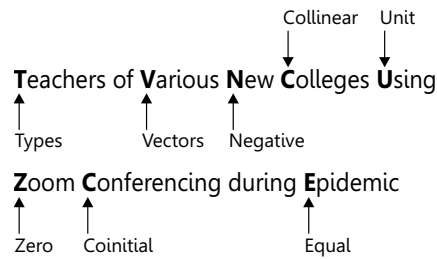 Collinear Unit
Teachers of Various New Colleges Using
Types Vectors Negative
Zoom Conferencing during Epidemic
Zero Coinitial Equal